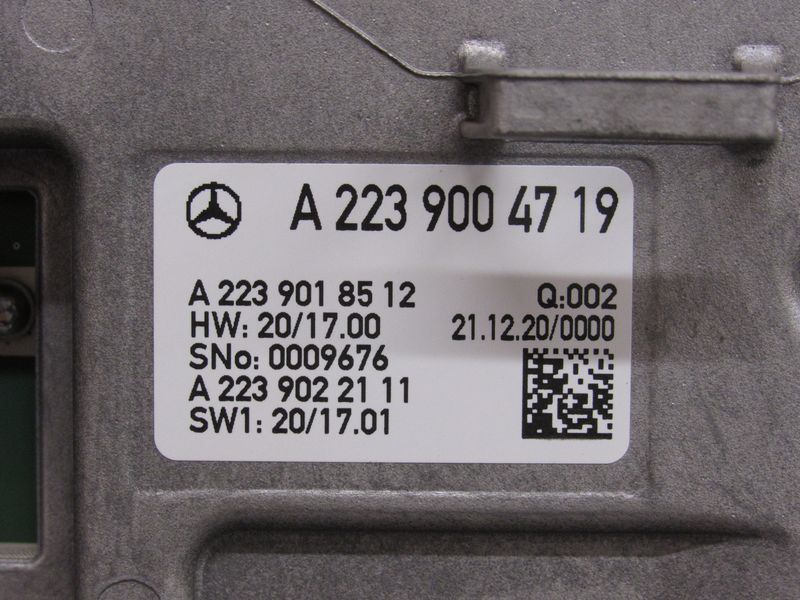 A 223 900 47 19
A 223 901 85 12 Q:002
HW: 20/17.00 21.12.20/0000
SNo: 0009676
A 223 902 21 11
SW1: 20/17.01